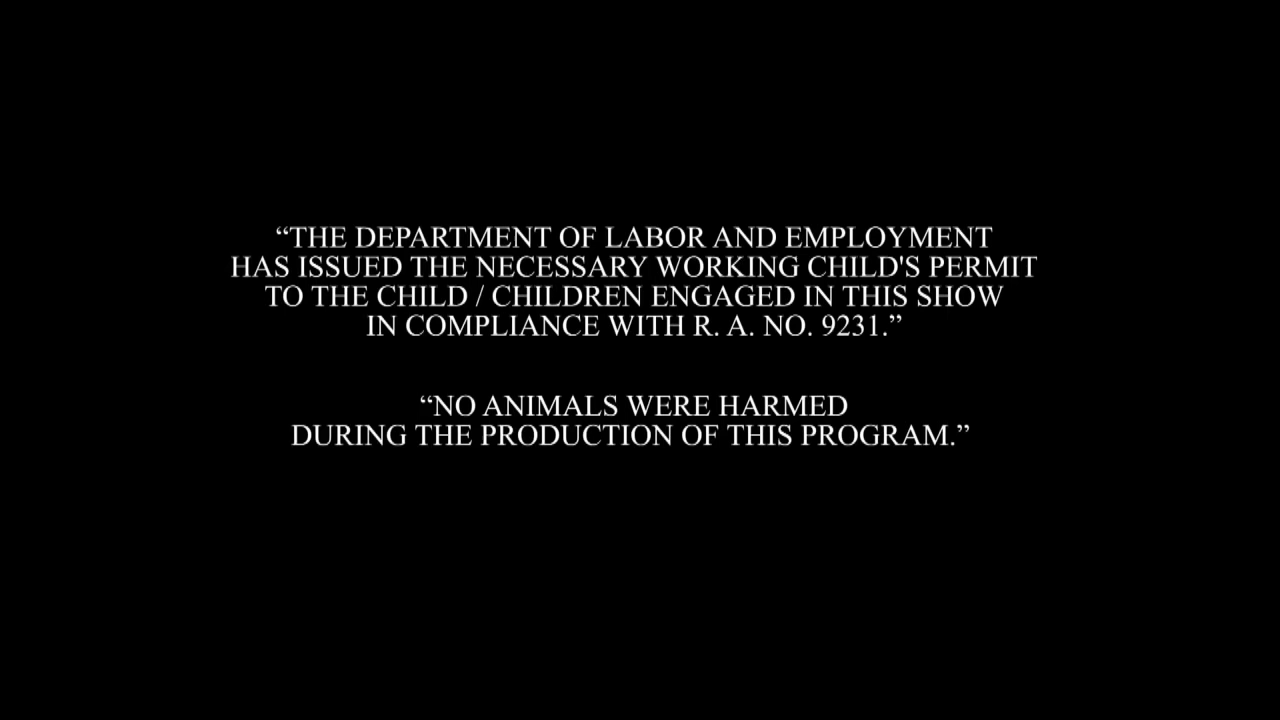 “THE DEPARTMENT OF LABOR AND EMPLOYMENT
HAS ISSUED THE NECESSARY WORKING CHILD'S PERMIT
TO THE CHILD / CHILDREN ENGAGED IN THIS SHOW
IN COMPLIANCE WITH R. A. NO. 9231.”
“NO ANIMALS WERE HARMED
DURING THE PRODUCTION OF THIS PROGRAM.”